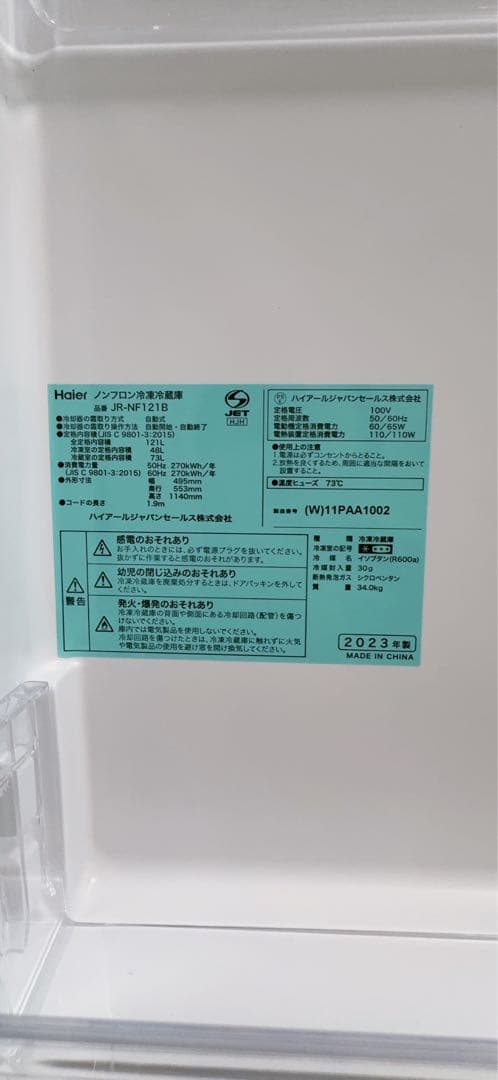 Haier ノンフロン冷凍冷蔵庫
品番 JR-NF121B
●冷却器の霜取り方式 自動式
●冷却器の霜取り操作方法 自動開始・自動終了
●定格内容積(JIS C 9801-3:2015)
全定格内容積 121L
冷凍室の定格内容積 48L
冷蔵室の定格内容積 73L
●消費電力量 50Hz 270kWh/年
(JIS C 9801-3:2015) 60Hz 270kWh/年
●外形寸法 幅 495mm
奥行 553mm
高さ 1140mm
●コードの長さ 1.9m
ハイアールジャパンセールス株式会社
JET
HJH
ハイアールジャパンセールス株式会社
定格電圧 100V
定格周波数 50/60Hz
電動機定格消費電力 60/65W
電熱装置定格消費電力 110/110W
●使用上の注意
1.電源は必ずコンセントからとること。
2.放熱を良くするため、周囲に適当な間隔をおいて
設置すること。
●温度ヒューズ 73℃
製造番号 (W)11PAA1002
警告
感電のおそれあり
お手入れのときには、必ず電源プラグを抜いてください。
抜かずに作業すると感電のおそれがあります。
幼児の閉じ込みのおそれあり
冷凍冷蔵庫を廃棄処分するときは、ドアパッキンを外して
ください。
発火・爆発のおそれあり
冷凍冷蔵庫の背面や側面にある冷却回路(配管)を傷つ
けないでください。
庫内では電気製品を使用しないでください。
冷却回路を傷つけたときは、冷凍冷蔵庫に触れずに火気
や電気製品の使用を避け窓を開け換気してください。
機 種 冷凍冷蔵庫
冷凍室の記号
冷 媒 名 イソブタン(R600a)
冷媒封入量 30g
断熱発泡ガス シクロペンタン
質 量 34.0kg
2023年製
MADE IN CHINA